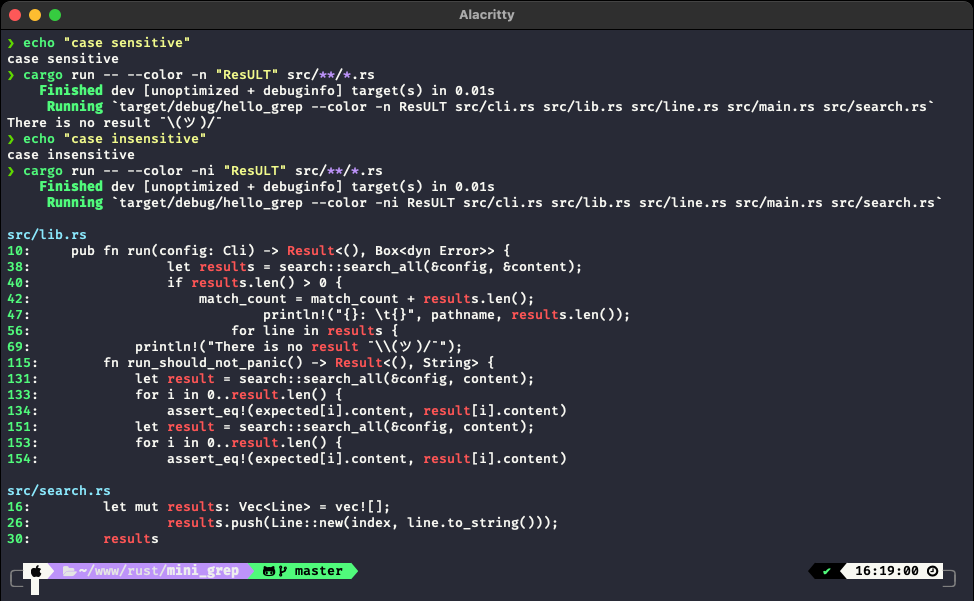 Alacritty
❯ echo "case sensitive"
case sensitive
❯ cargo run -- --color -n "ResULT" src/**/*.rs
    Finished dev [unoptimized + debuginfo] target(s) in 0.01s
     Running `target/debug/hello_grep --color -n ResULT src/cli.rs src/lib.rs src/line.rs src/main.rs src/search.rs`
There is no result ¯\(ツ)/¯
❯ echo "case insensitive"
case insensitive
❯ cargo run -- --color -ni "ResULT" src/**/*.rs
    Finished dev [unoptimized + debuginfo] target(s) in 0.01s
     Running `target/debug/hello_grep --color -ni ResULT src/cli.rs src/lib.rs src/line.rs src/main.rs src/search.rs`
src/lib.rs
10:     pub fn run(config: Cli) -> Result<(), Box<dyn Error>> {
38:                 let results = search::search_all(&config, &content);
40:                 if results.len() > 0 {
42:                     match_count = match_count + results.len();
47:                             println!("{}: \t{}", pathname, results.len());
56:                         for line in results {
69:             println!("There is no result ¯\\(ツ)/¯");
115:        fn run_should_not_panic() -> Result<(), String> {
131:            let result = search::search_all(&config, content);
133:            for i in 0..result.len() {
134:                assert_eq!(expected[i].content, result[i].content)
151:            let result = search::search_all(&config, content);
153:            for i in 0..result.len() {
154:                assert_eq!(expected[i].content, result[i].content)
src/search.rs
16:         let mut results: Vec<Line> = vec![];
26:                 results.push(Line::new(index, line.to_string()));
30:         results
~/www/rust/mini_grep master ✔ 16:19:00